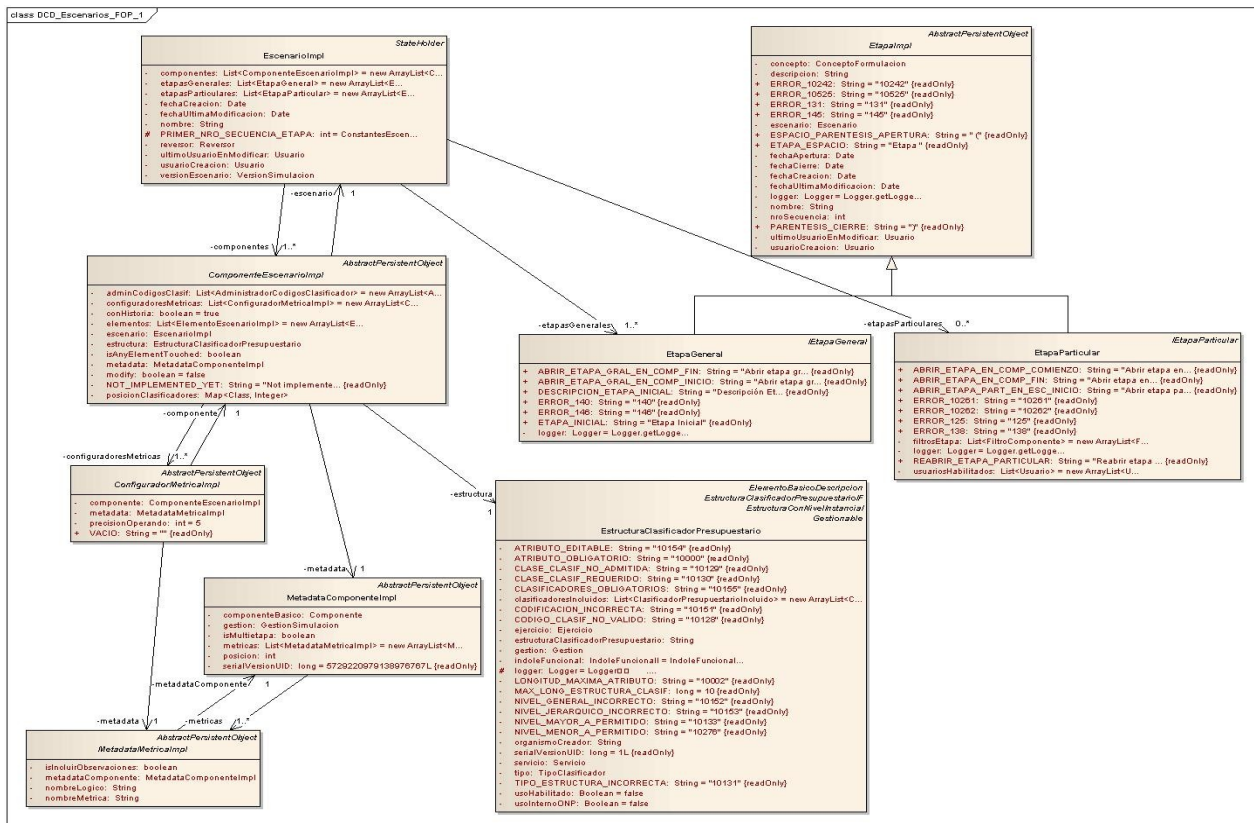 class DCD_Escenarios_FOP_1
StateHolder
EscenarioImpl
- componentes: List<ComponenteEscenarioImpl> = new ArrayList<C...
- etapasGenerales: List<EtapaGeneral> = new ArrayList<E...
- etapasParticulares: List<EtapaParticular> = new ArrayList<E...
- fechaCreacion: Date
- fechaUltimaModificacion: Date
- nombre: String
# PRIMER_NRO_SECUENCIA_ETAPA: int = ConstantesEscen...
- reversor: Reversor
- ultimoUsuarioEnModificar: Usuario
- usuarioCreacion: Usuario
- versionEscenario: VersionSimulacion
AbstractPersistentObject
EtapaImpl
- concepto: ConceptoFormulacion
- descripcion: String
+ ERROR_10242: String = "10242" {readOnly}
+ ERROR_10525: String = "10525" {readOnly}
+ ERROR_131: String = "131" {readOnly}
+ ERROR_145: String = "145" {readOnly}
- escenario: Escenario
+ ESPACIO_PARENTESIS_APERTURA: String = " (" {readOnly}
+ ETAPA_ESPACIO: String = "Etapa " {readOnly}
- fechaApertura: Date
- fechaCierre: Date
- fechaCreacion: Date
- fechaUltimaModificacion: Date
- logger: Logger = Logger.getLogge...
- nombre: String
- nroSecuencia: int
+ PARENTESIS_CIERRE: String = ")" {readOnly}
- ultimoUsuarioEnModificar: Usuario
- usuarioCreacion: Usuario
-escenario 1
-componentes 1..*
AbstractPersistentObject
ComponenteEscenarioImpl
- adminCodigosClasif: List<AdministradorCodigosClasificador> = new ArrayList<A...
- configuradoresMetricas: List<ConfiguradorMetricaImpl> = new ArrayList<C...
- conHistoria: boolean = true
- elementos: List<ElementoEscenarioImpl> = new ArrayList<E...
- escenario: EscenarioImpl
- estructura: EstructuraClasificadorPresupuestario
- isAnyElementTouched: boolean
- metadata: MetadataComponenteImpl
- modify: boolean = false
- NOT_IMPLEMENTED_YET: String = "Not implemente... {readOnly}
- posicionClasificadores: Map<Class, Integer>
-etapasGenerales 1..*
-etapasParticulares 0..*
IEtapaGeneral
EtapaGeneral
+ ABRIR_ETAPA_GRAL_EN_COMP_FIN: String = "Abrir etapa gr... {readOnly}
+ ABRIR_ETAPA_GRAL_EN_COMP_INICIO: String = "Abrir etapa gr... {readOnly}
+ DESCRIPCION_ETAPA_INICIAL: String = "Descripción Et... {readOnly}
+ ERROR_140: String = "140" {readOnly}
+ ERROR_146: String = "146" {readOnly}
+ ETAPA_INICIAL: String = "Etapa Inicial" {readOnly}
- logger: Logger = Logger.getLogge...
IEtapaParticular
EtapaParticular
+ ABRIR_ETAPA_EN_COMP_COMIENZO: String = "Abrir etapa en... {readOnly}
+ ABRIR_ETAPA_EN_COMP_FIN: String = "Abrir etapa en... {readOnly}
+ ABRIR_ETAPA_PART_EN_ESC_INICIO: String = "Abrir etapa pa... {readOnly}
+ ERROR_10261: String = "10261" {readOnly}
+ ERROR_10262: String = "10262" {readOnly}
+ ERROR_125: String = "125" {readOnly}
+ ERROR_138: String = "138" {readOnly}
- filtrosEtapa: List<FiltroComponente> = new ArrayList<F...
- logger: Logger = Logger.getLogge...
+ REABRIR_ETAPA_PARTICULAR: String = "Reabrir etapa ... {readOnly}
- usuariosHabilitados: List<Usuario> = new ArrayList<U...
-componente 1
-configuradoresMetricas 1..*
AbstractPersistentObject
ConfiguradorMetricaImpl
- componente: ComponenteEscenarioImpl
- metadata: MetadataMetricaImpl
- precisionOperando: int = 5
+ VACIO: String = "" {readOnly}
-estructura
1
ElementoBasicoDescripcion
EstructuraClasificadorPresupuestarioIF
EstructuraConNivelInstancial
Gestionable
EstructuraClasificadorPresupuestario
- ATRIBUTO_EDITABLE: String = "10154" {readOnly}
- ATRIBUTO_OBLIGATORIO: String = "10000" {readOnly}
- CLASE_CLASIF_NO_ADMITIDA: String = "10129" {readOnly}
- CLASE_CLASIF_REQUERIDO: String = "10130" {readOnly}
- CLASIFICADORES_OBLIGATORIOS: String = "10155" {readOnly}
- clasificadoresIncluidos: List<ClasificadorPresupuestarioIncluido> = new ArrayList<C...
- CODIFICACION_INCORRECTA: String = "10151" {readOnly}
- CODIGO_CLASIF_NO_VALIDO: String = "10128" {readOnly}
- ejercicio: Ejercicio
- estructuraClasificadorPresupuestario: String
- gestion: Gestion
- indoleFuncional: IndoleFuncionalI = IndoleFuncional...
# logger: Logger = Logger□□ ....
- LONGITUD_MAXIMA_ATRIBUTO: String = "10002" {readOnly}
- MAX_LONG_ESTRUCTURA_CLASIF: long = 10 {readOnly}
- NIVEL_GENERAL_INCORRECTO: String = "10152" {readOnly}
- NIVEL_JERARQUICO_INCORRECTO: String = "10153" {readOnly}
- NIVEL_MAYOR_A_PERMITIDO: String = "10133" {readOnly}
- NIVEL_MENOR_A_PERMITIDO: String = "10276" {readOnly}
- organismoCreador: String
- serialVersionUID: long = 1L {readOnly}
- servicio: Servicio
- tipo: TipoClasificador
- TIPO_ESTRUCTURA_INCORRECTA: String = "10131" {readOnly}
- usoHabilitado: Boolean = false
- usoInternoONP: Boolean = false
-metadata 1
AbstractPersistentObject
MetadataComponenteImpl
- componenteBasico: Componente
- gestion: GestionSimulacion
- isMultietapa: boolean
- metricas: List<MetadataMetricaImpl> = new ArrayList<M...
- posicion: int
- serialVersionUID: long = 5729220979138976767L {readOnly}
-metadataComponente 1
-metadata 1
-metricas 1..*
AbstractPersistentObject
MetadataMetricaImpl
- isIncluirObservaciones: boolean
- metadataComponente: MetadataComponenteImpl
- nombreLogico: String
- nombreMetrica: String